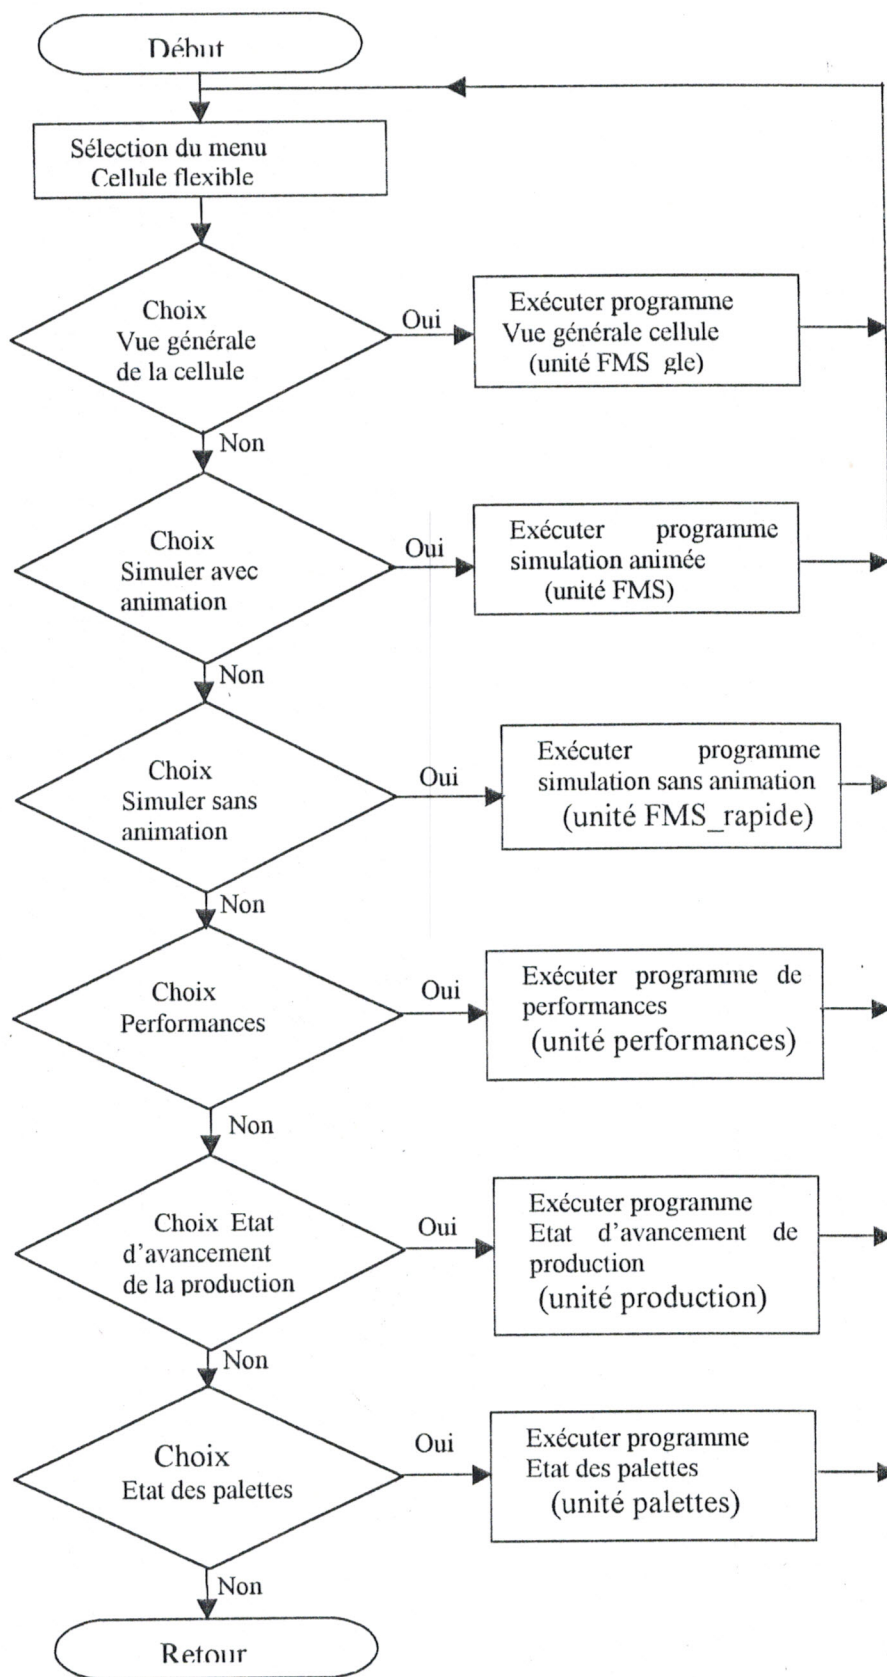 Début
Sélection du menu
Cellule flexible
Choix
Vue générale
de la cellule
Oui
Exécuter programme
Vue générale cellule
(unité FMS_gle)
Non
Choix
Simuler avec
animation
Oui
Exécuter programme
simulation animée
(unité FMS)
Non
Choix
Simuler sans
animation
Oui
Exécuter programme
simulation sans animation
(unité FMS_rapide)
Non
Choix
Performances
Oui
Exécuter programme de
performances
(unité performances)
Non
Choix Etat
d'avancement
de la production
Oui
Exécuter programme
Etat d'avancement de
production
(unité production)
Non
Choix
Etat des palettes
Oui
Exécuter programme
Etat des palettes
(unité palettes)
Non
Retour